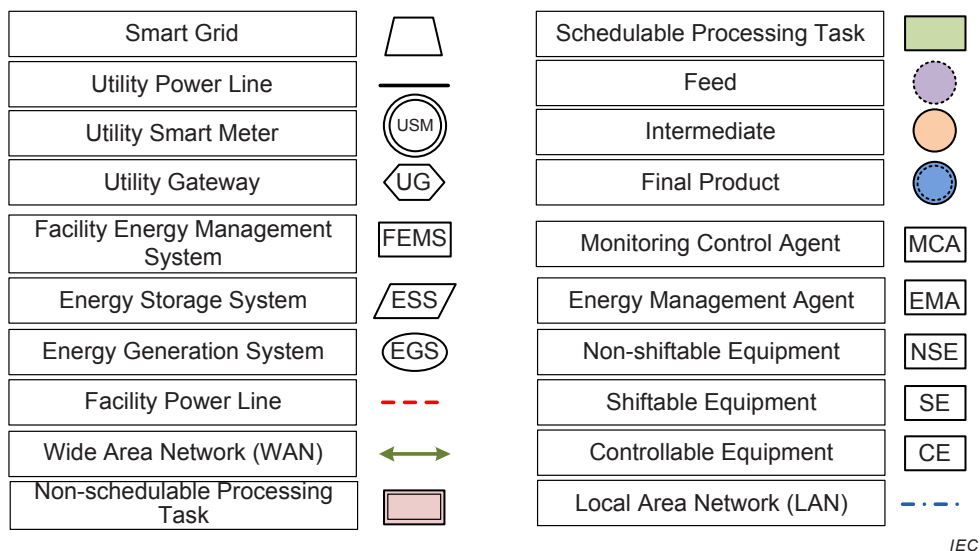 Smart Grid
Utility Power Line
Utility Smart Meter
USM
Utility Gateway
UG
Facility Energy Management
System
FEMS
Energy Storage System
ESS
Energy Generation System
EGS
Facility Power Line
Wide Area Network (WAN)
Non-schedulable Processing
Task
Schedulable Processing Task
Feed
Intermediate
Final Product
Monitoring Control Agent
MCA
Energy Management Agent
EMA
Non-shiftable Equipment
NSE
Shiftable Equipment
SE
Controllable Equipment
CE
Local Area Network (LAN)
IEC